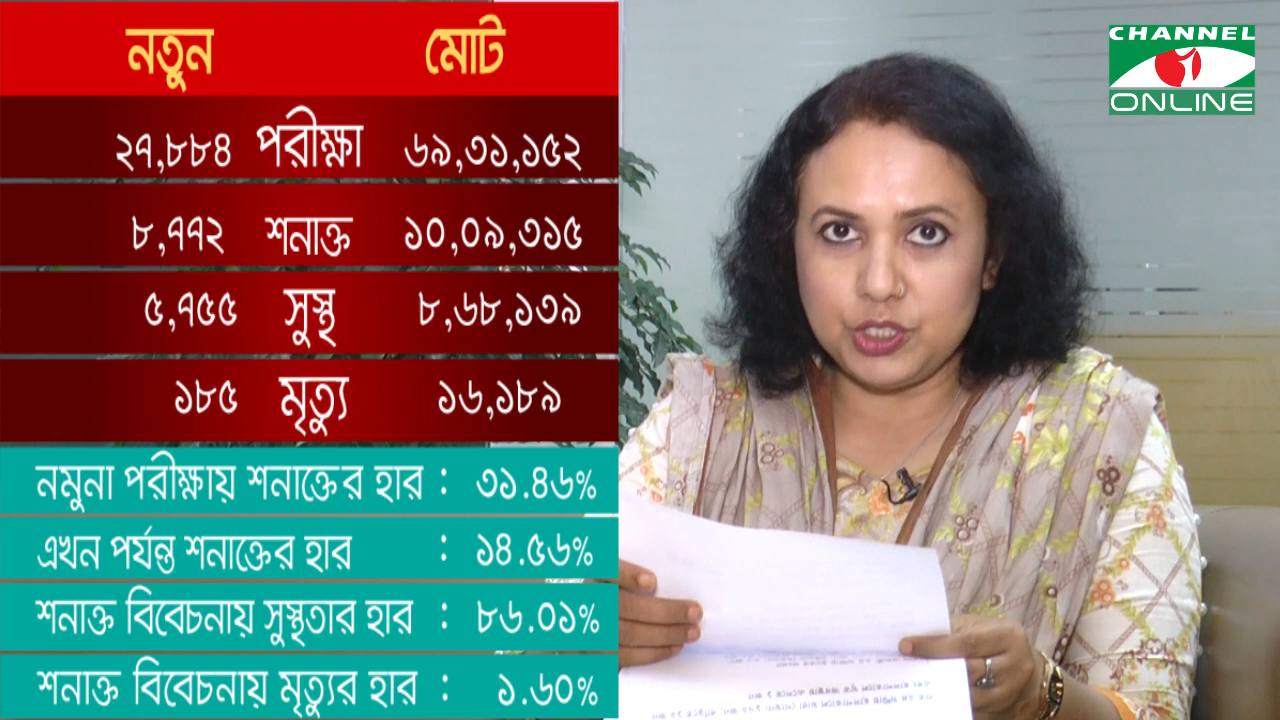 নতুন মোট
২৭,৮৮৪ পরীক্ষা ৬৯,৩১,১৫২
৮,৭৭২ শনাক্ত ১০,০৯,৩১৫
৫,৭৫৫ সুস্থ ৮,৬৮,১৩৯
১৮৫ মৃত্যু ১৬,১৮৯
নমুনা পরীক্ষায় শনাক্তের হার : ৩১.৪৬%
এখন পর্যন্ত শনাক্তের হার : ১৪.৫৬%
শনাক্ত বিবেচনায় সুস্থতার হার : ৮৬.০১%
শনাক্ত বিবেচনায় মৃত্যুর হার : ১.৬০%
CHANNEL
ONLINE